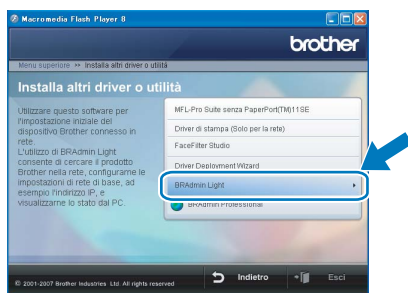 Macromedia Flash Player 8
brother
Menu superiore ▸▸ Installa altri driver o utilità
Installa altri driver o utilità
Utilizzare questo software per
l'impostazione iniziale del
dispositivo Brother connesso in
rete.
L'utilizzo di BRAdmin Light
consente di cercare il prodotto
Brother nella rete, configurarne le
impostazioni di rete di base, ad
esempio l'indirizzo IP, e
visualizzarne lo stato dal PC.
MFL-Pro Suite senza PaperPort(TM)11SE
Driver di stampa (Solo per la rete)
FaceFilter Studio
Driver Deployment Wizard
BRAdmin Light
BRAdmin Professional
© 2001-2007 Brother Industries Ltd. All rights reserved
Indietro
Esci